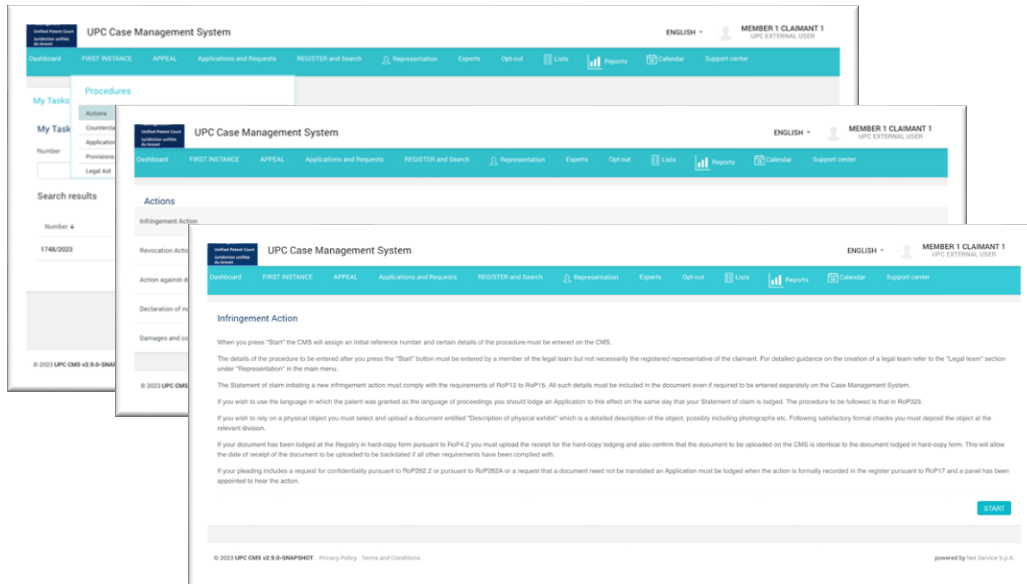 Unified Patent Court
Juridiction unifiée
du brevet
UPC Case Management System
ENGLISH
MEMBER 1 CLAIMANT 1
UPC EXTERNAL USER
Dashboard FIRST INSTANCE APPEAL Applications and Requests REGISTER and Search Representation Experts Opt-out Lists Reports Calendar Support center
Procedures
My Tasks
Actions
My Task
Number
Provisions
Legal Aid
Search results
Number
1748/2023
© 2023 UPC CMS v2.9.0-SNAP
Unified Patent Court
Juridiction unifiée
du brevet
UPC Case Management System
ENGLISH
MEMBER 1 CLAIMANT 1
UPC EXTERNAL USER
Dashboard FIRST INSTANCE APPEAL Applications and Requests REGISTER and Search Representation Experts Opt-out Lists Reports Calendar Support center
Actions
Infringement Action
Revocation Actio
Action against d
Declaration of no
Damages and co
© 2023 UPC CMS
Unified Patent Court
Juridiction unifiée
du brevet
UPC Case Management System
ENGLISH
MEMBER 1 CLAIMANT 1
UPC EXTERNAL USER
Dashboard FIRST INSTANCE APPEAL Applications and Requests REGISTER and Search Representation Experts Opt-out Lists Reports Calendar Support center
Infringement Action
When you press "Start" the CMS will assign an initial reference number and certain details of the procedure must be entered on the CMS.
The details of the procedure to be entered after you press the "Start" button must be entered by a member of the legal team but not necessarily the registered representative of the claimant. For detailed guidance on the creation of a legal team refer to the "Legal team" section
under "Representation" in the main menu.
The Statement of claim initiating a new infringement action must comply with the requirements of RoP13 to RoP15. All such details must be included in the document even if required to be entered separately on the Case Management System.
If you wish to use the language in which the patent was granted as the language of proceedings you should lodge an Application to this effect on the same day that your Statement of claim is lodged. The procedure to be followed is that in RoP323.
If you wish to rely on a physical object you must select and upload a document entitled "Description of physical exhibit" which is a detailed description of the object, possibly including photographs etc. Following satisfactory formal checks you must deposit the object at the
relevant division.
If your document has been lodged at the Registry in hard-copy form pursuant to RoP4.2 you must upload the receipt for the hard-copy lodging and also confirm that the document to be uploaded on the CMS is identical to the document lodged in hard-copy form. This will allow
the date of receipt of the document to be uploaded to be backdated if all other requirements have been complied with.
If your pleading includes a request for confidentiality pursuant to RoP262.2 or pursuant to RoP262A or a request that a document need not be translated an Application must be lodged when the action is formally recorded in the register pursuant to RoP17 and a panel has been
appointed to hear the action.
START
© 2023 UPC CMS v2.9.0-SNAPSHOT. Privacy Policy Terms and Conditions
powered by Net Service S.p.A.